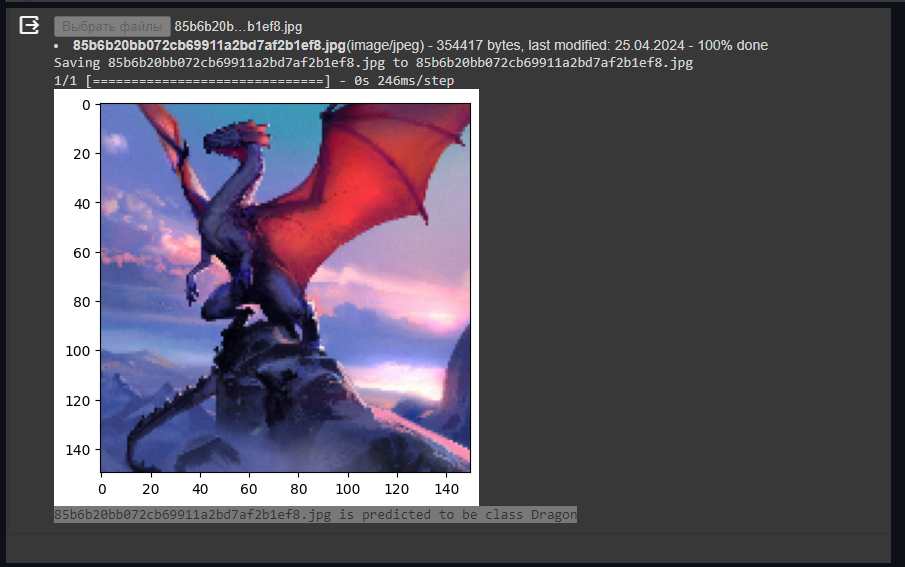 Выбрать файлы 85b6b20b...b1ef8.jpg
• 85b6b20bb072cb69911a2bd7af2b1ef8.jpg(image/jpeg) - 354417 bytes, last modified: 25.04.2024 - 100% done
Saving 85b6b20bb072cb69911a2bd7af2b1ef8.jpg to 85b6b20bb072cb69911a2bd7af2b1ef8.jpg
1/1 [==============================] - 0s 246ms/step
0
20
40
60
80
100
120
140
0 20 40 60 80 100 120 140
85b6b20bb072cb69911a2bd7af2b1ef8.jpg is predicted to be class Dragon